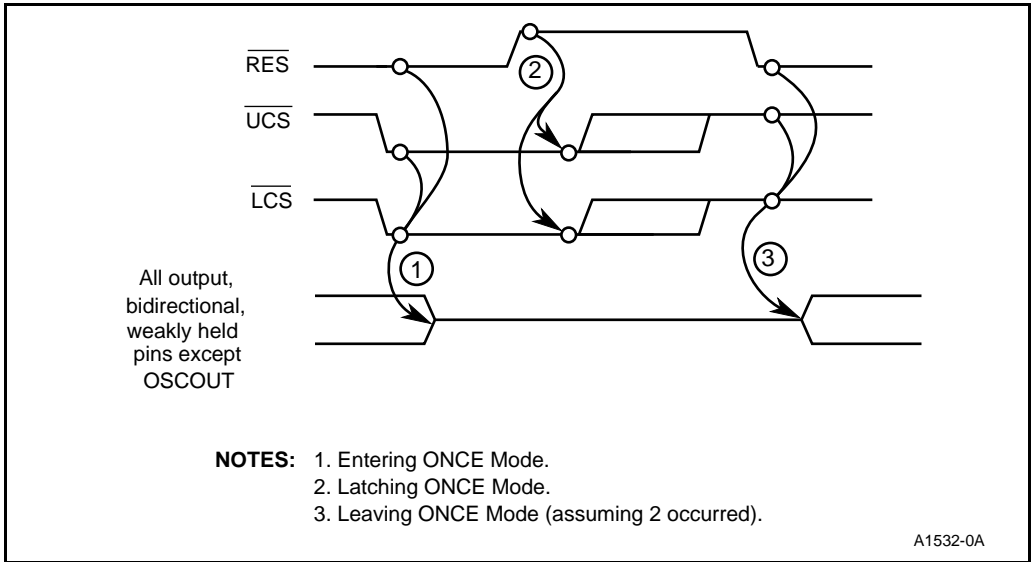 RES
2
UCS
LCS
1
3
All output,
bidirectional,
weakly held
pins except
OSCOUT
NOTES: 1. Entering ONCE Mode.
2. Latching ONCE Mode.
3. Leaving ONCE Mode (assuming 2 occurred).
A1532-0A